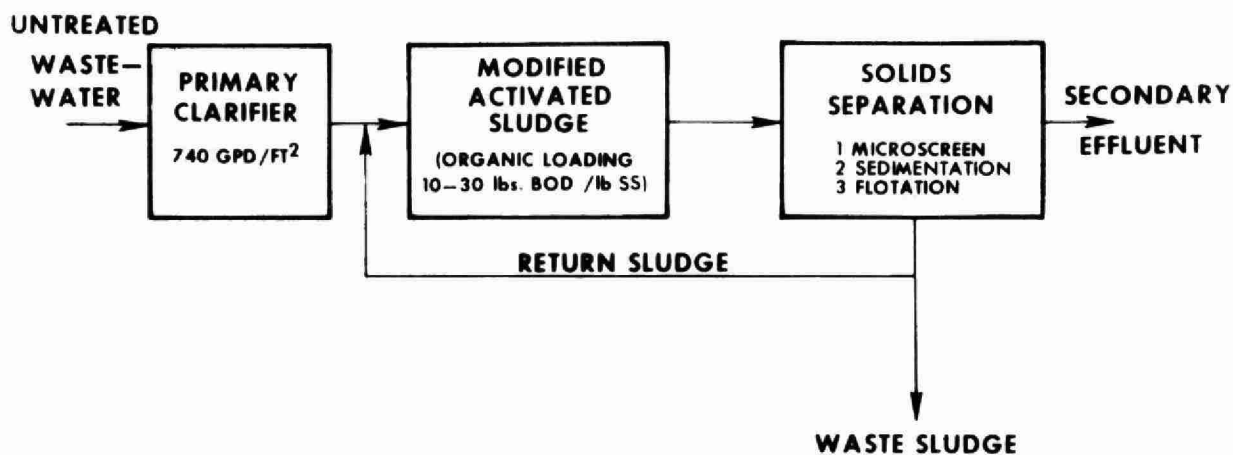 UNTREATED
WASTE—
WATER
PRIMARY
CLARIFIER
740 GPD/FT²
MODIFIED
ACTIVATED
SLUDGE
(ORGANIC LOADING
10—30 lbs. BOD /lb SS)
SOLIDS
SEPARATION
1 MICROSCREEN
2 SEDIMENTATION
3 FLOTATION
SECONDARY
EFFLUENT
RETURN SLUDGE
WASTE SLUDGE